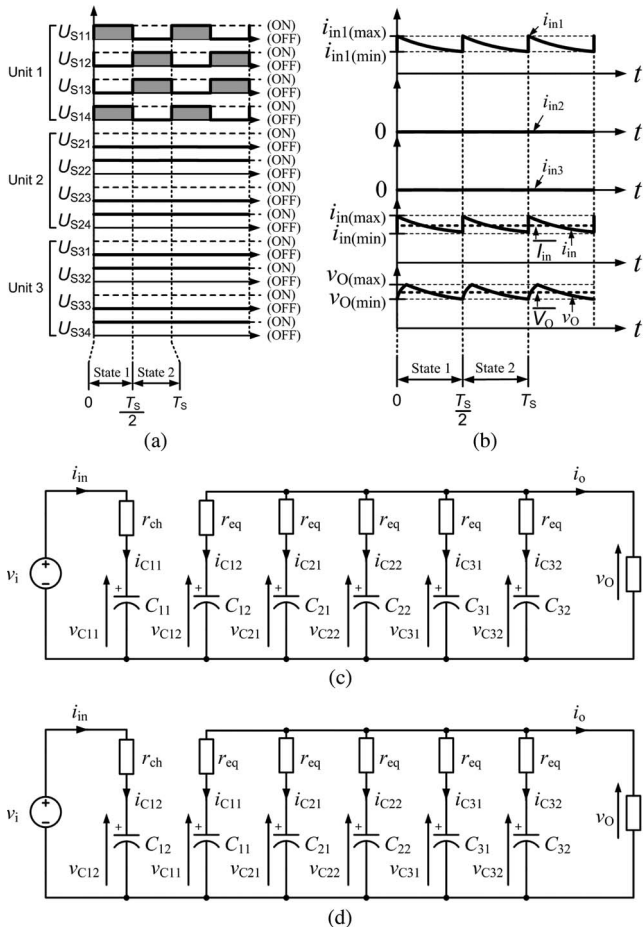 (a)
Unit 1
U_S11 (ON) (OFF)
U_S12 (ON) (OFF)
U_S13 (ON) (OFF)
U_S14 (ON) (OFF)
Unit 2
U_S21 (ON) (OFF)
U_S22 (ON) (OFF)
U_S23 (ON) (OFF)
U_S24 (ON) (OFF)
Unit 3
U_S31 (ON) (OFF)
U_S32 (ON) (OFF)
U_S33 (ON) (OFF)
U_S34 (ON) (OFF)
State 1 State 2
0 T_S/2 T_S
(b)
i_in1(max) i_in1
i_in1(min) t
i_in2
0 t
i_in3
0 t
i_in(max)
i_in(min) I_in i_in t
v_O(max)
v_O(min) V_O v_O t
State 1 State 2
0 T_S/2 T_S
i_in i_o
r_ch r_eq r_eq r_eq r_eq r_eq
i_C11 i_C12 i_C21 i_C22 i_C31 i_C32
v_i + − + C_11 + C_12 + C_21 + C_22 + C_31 + C_32 v_O
v_C11 v_C12 v_C21 v_C22 v_C31 v_C32
(c)
i_in i_o
r_ch r_eq r_eq r_eq r_eq r_eq
i_C12 i_C11 i_C21 i_C22 i_C31 i_C32
v_i + − + C_12 + C_11 + C_21 + C_22 + C_31 + C_32 v_O
v_C12 v_C11 v_C21 v_C22 v_C31 v_C32
(d)